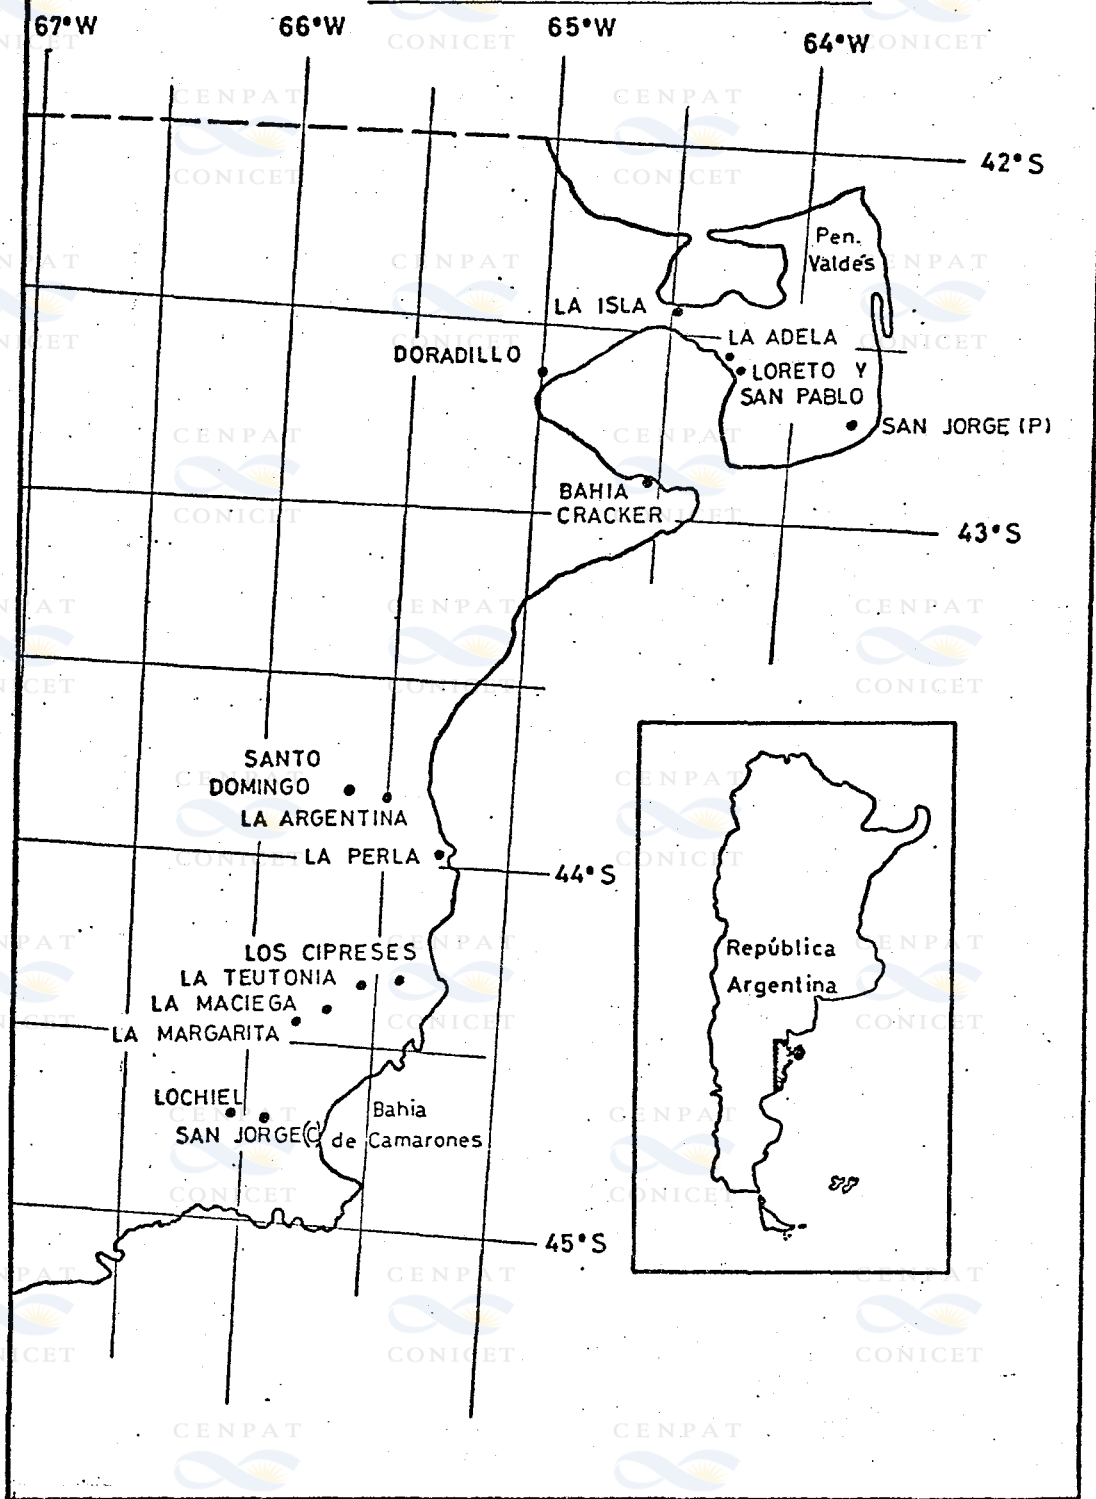 67°W 66°W 65°W 64°W
42°S
Pen.
Valdés
LA ISLA
LA ADELA
DORADILLO
LORETO Y
SAN PABLO
SAN JORGE (P)
BAHIA
CRACKER
43°S
SANTO
DOMINGO
LA ARGENTINA
LA PERLA
44°S
LOS CIPRESES
LA TEUTONIA
LA MACIEGA
LA MARGARITA
LOCHIEL
SAN JORGE(C)
Bahia
de Camarones
45°S
República
Argentina
CENPAT
CONICET